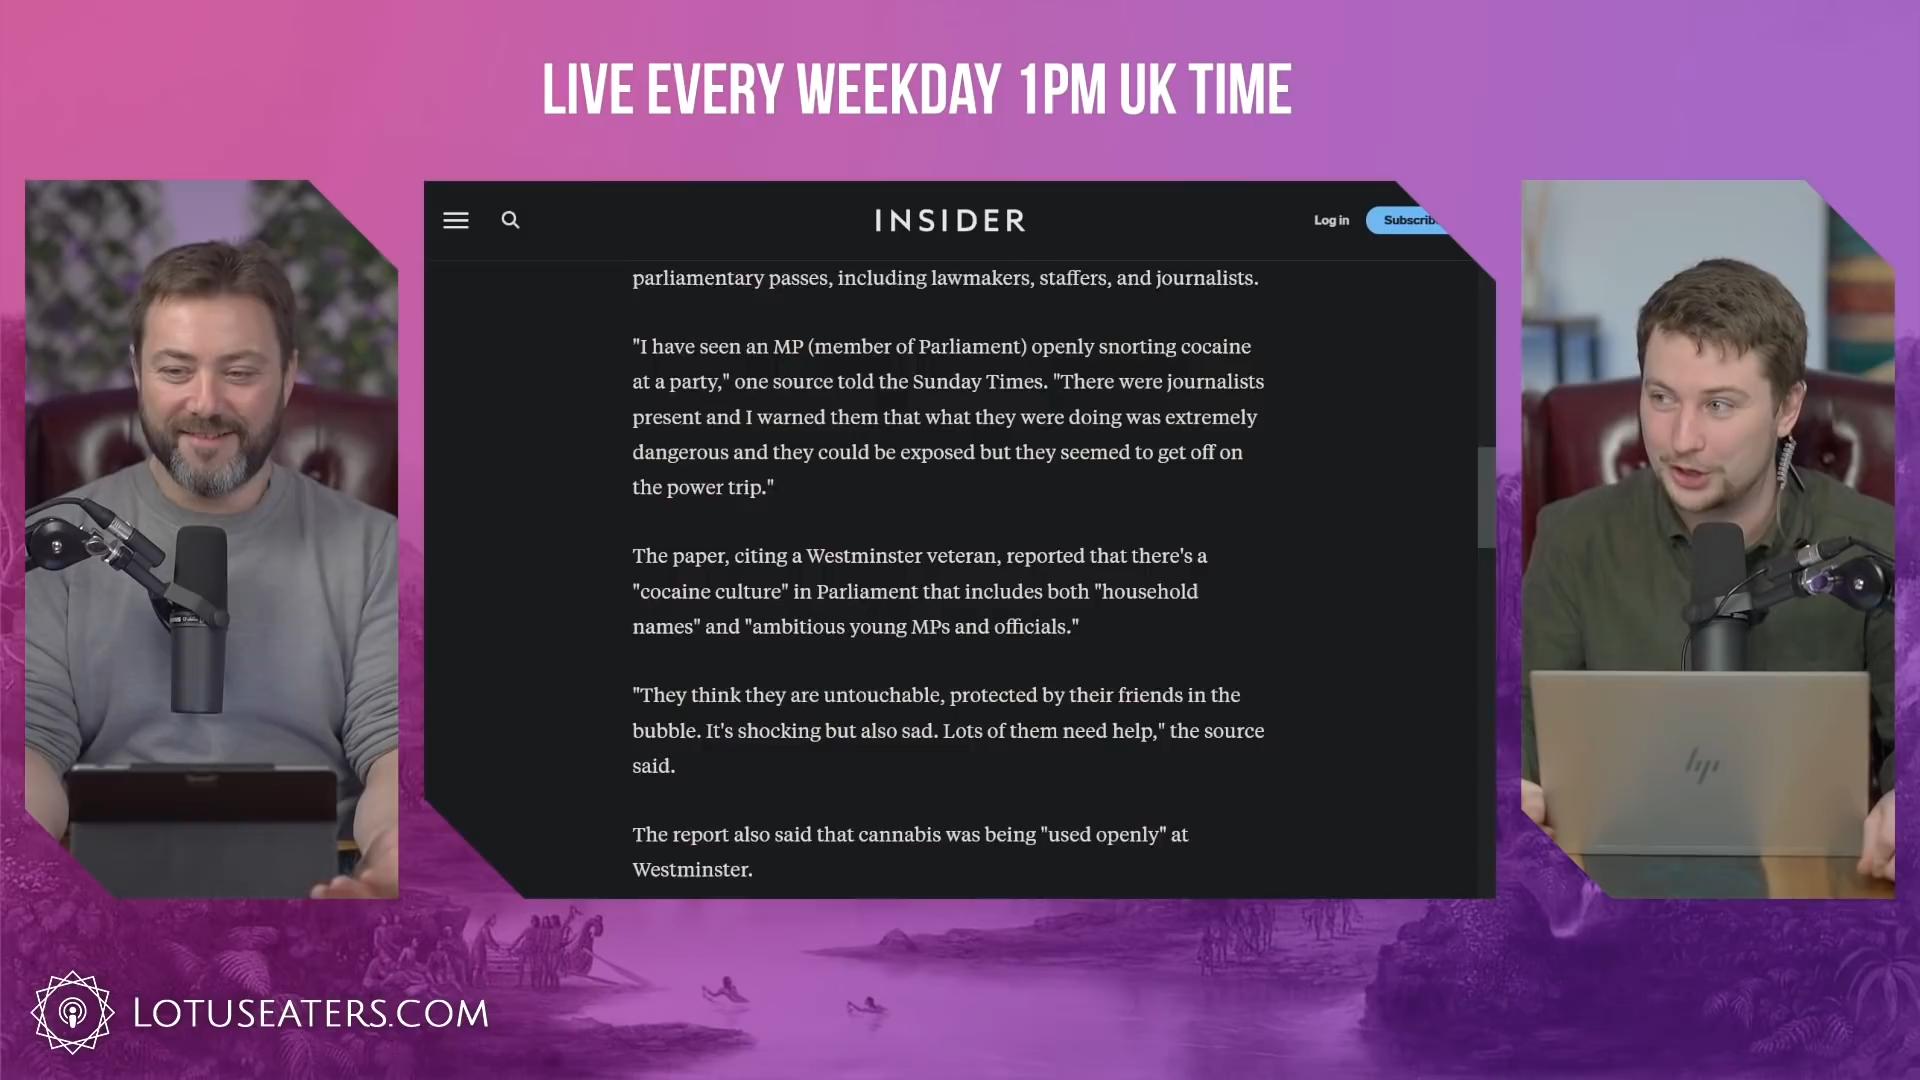 LIVE EVERY WEEKDAY 1PM UK TIME
INSIDER
Log in
Subscrib
parliamentary passes, including lawmakers, staffers, and journalists.
"I have seen an MP (member of Parliament) openly snorting cocaine
at a party," one source told the Sunday Times. "There were journalists
present and I warned them that what they were doing was extremely
dangerous and they could be exposed but they seemed to get off on
the power trip."
The paper, citing a Westminster veteran, reported that there's a
"cocaine culture" in Parliament that includes both "household
names" and "ambitious young MPs and officials."
"They think they are untouchable, protected by their friends in the
bubble. It's shocking but also sad. Lots of them need help," the source
said.
The report also said that cannabis was being "used openly" at
Westminster.
hp
LOTUSEATERS.COM